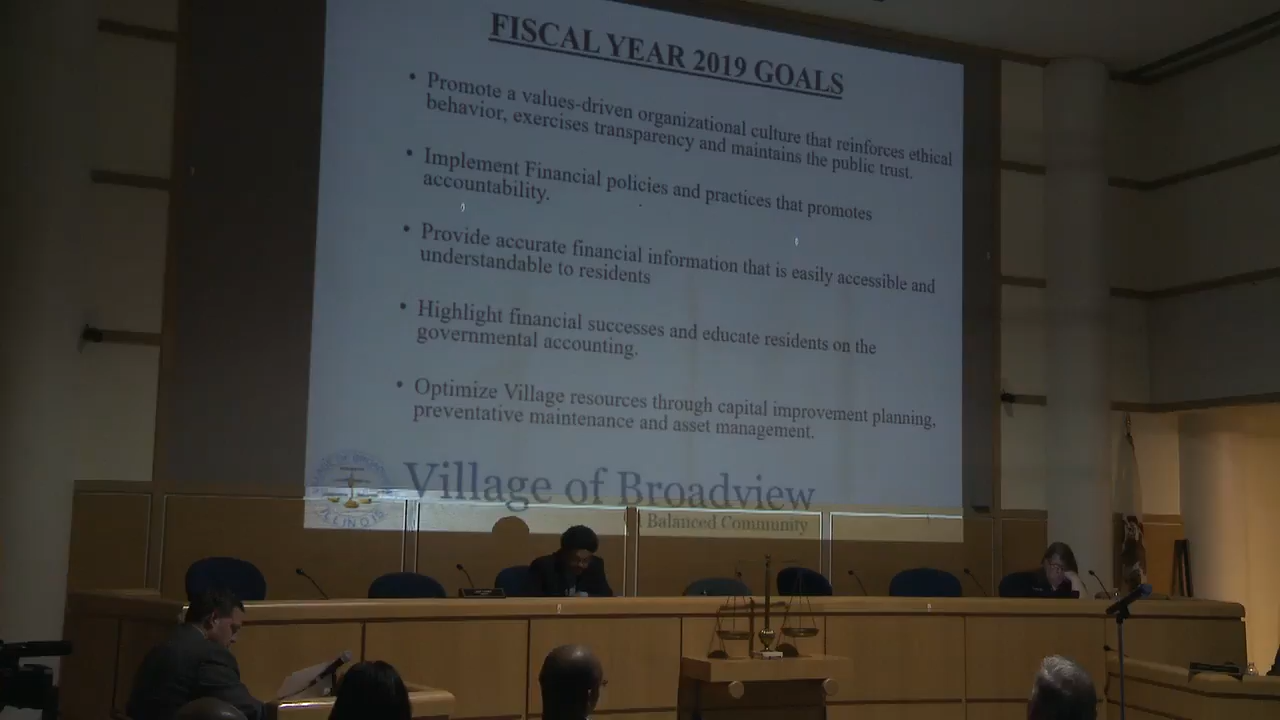 FISCAL YEAR 2019 GOALS
• Promote a values-driven organizational culture that reinforces ethical
behavior, exercises transparency and maintains the public trust.
• Implement Financial policies and practices that promotes
accountability.
• Provide accurate financial information that is easily accessible and
understandable to residents
• Highlight financial successes and educate residents on the
governmental accounting.
• Optimize Village resources through capital improvement planning,
preventative maintenance and asset management.
Village of Broadview
Balanced Community
ILLINOIS